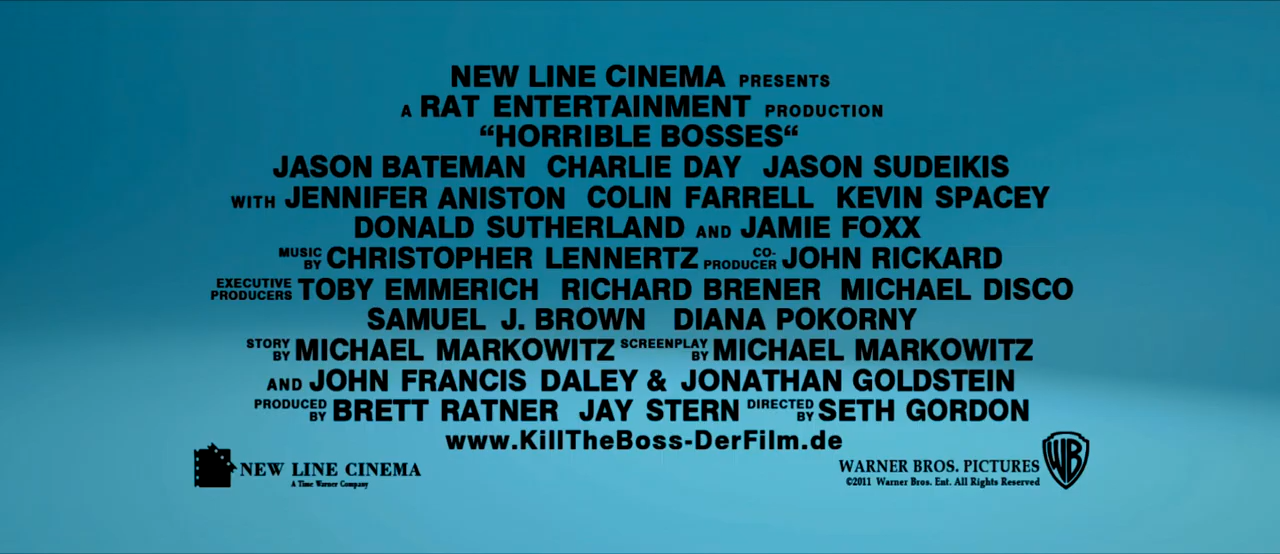 NEW LINE CINEMA PRESENTS
A RAT ENTERTAINMENT PRODUCTION
“HORRIBLE BOSSES“
JASON BATEMAN CHARLIE DAY JASON SUDEIKIS
WITH JENNIFER ANISTON COLIN FARRELL KEVIN SPACEY
DONALD SUTHERLAND AND JAMIE FOXX
MUSIC BY CHRISTOPHER LENNERTZ CO-PRODUCER JOHN RICKARD
EXECUTIVE PRODUCERS TOBY EMMERICH RICHARD BRENER MICHAEL DISCO
SAMUEL J. BROWN DIANA POKORNY
STORY BY MICHAEL MARKOWITZ SCREENPLAY BY MICHAEL MARKOWITZ
AND JOHN FRANCIS DALEY & JONATHAN GOLDSTEIN
PRODUCED BY BRETT RATNER JAY STERN DIRECTED BY SETH GORDON
www.KillTheBoss-DerFilm.de
NEW LINE CINEMA
A Time Warner Company
WARNER BROS. PICTURES
©2011 Warner Bros. Ent. All Rights Reserved
WB